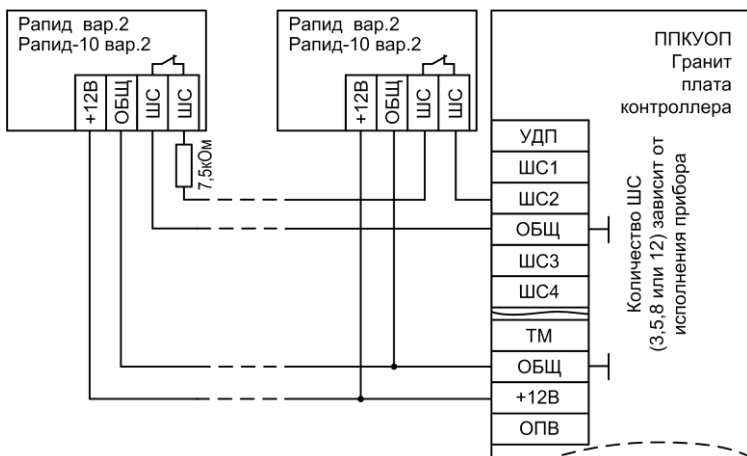 Рапид вар.2
Рапид-10 вар.2
+12В
ОБЩ
ШС
ШС
7,5кОм
Рапид вар.2
Рапид-10 вар.2
+12В
ОБЩ
ШС
ШС
ППКУОП
Гранит
плата
контроллера
УДП
ШС1
ШС2
ОБЩ
ШС3
ШС4
ТМ
ОБЩ
+12В
ОПВ
Количество ШС
(3,5,8 или 12) зависит от
исполнения прибора